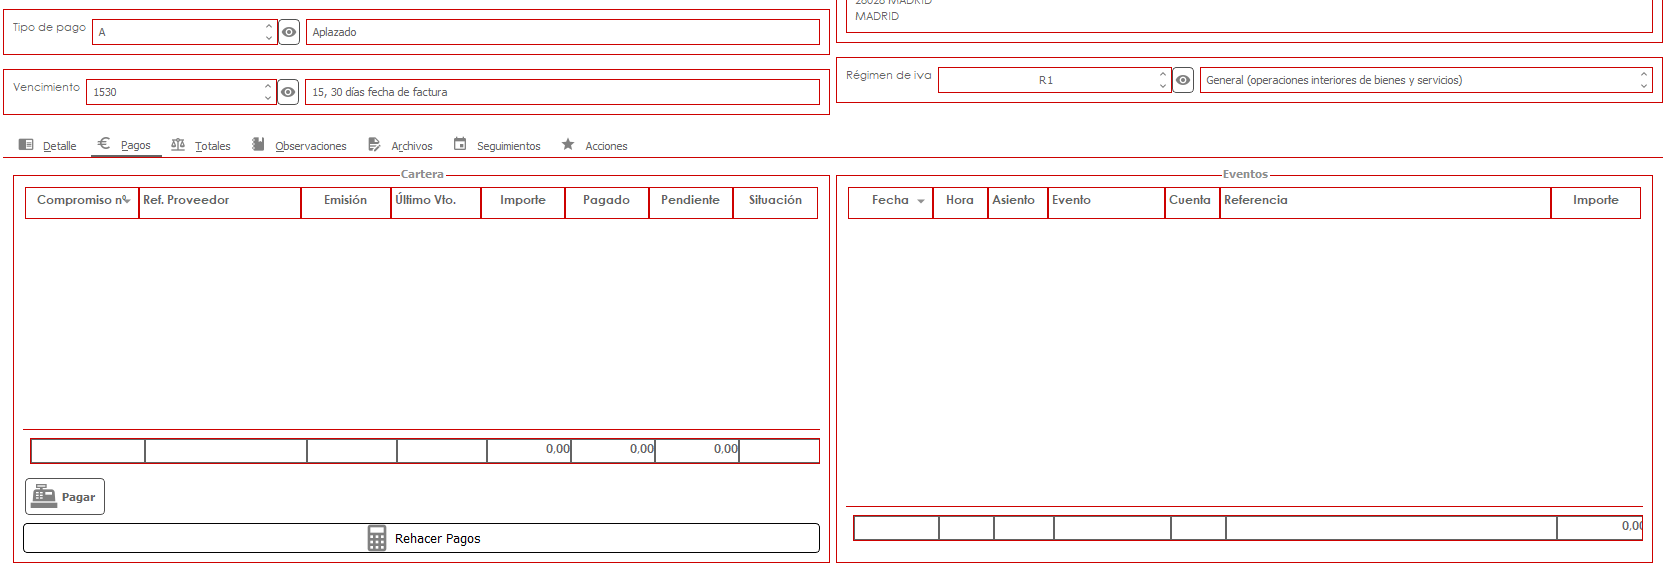 28028 MADRID
MADRID
Tipo de pago A Aplazado
Vencimiento 1530 15, 30 días fecha de factura
Régimen de iva R1 General (operaciones interiores de bienes y servicios)
Detalle Pagos Totales Observaciones Archivos Seguimientos Acciones
Cartera
Compromiso nº Ref. Proveedor Emisión Último Vto. Importe Pagado Pendiente Situación
0,00 0,00 0,00
Pagar
Rehacer Pagos
Eventos
Fecha Hora Asiento Evento Cuenta Referencia Importe
0,00